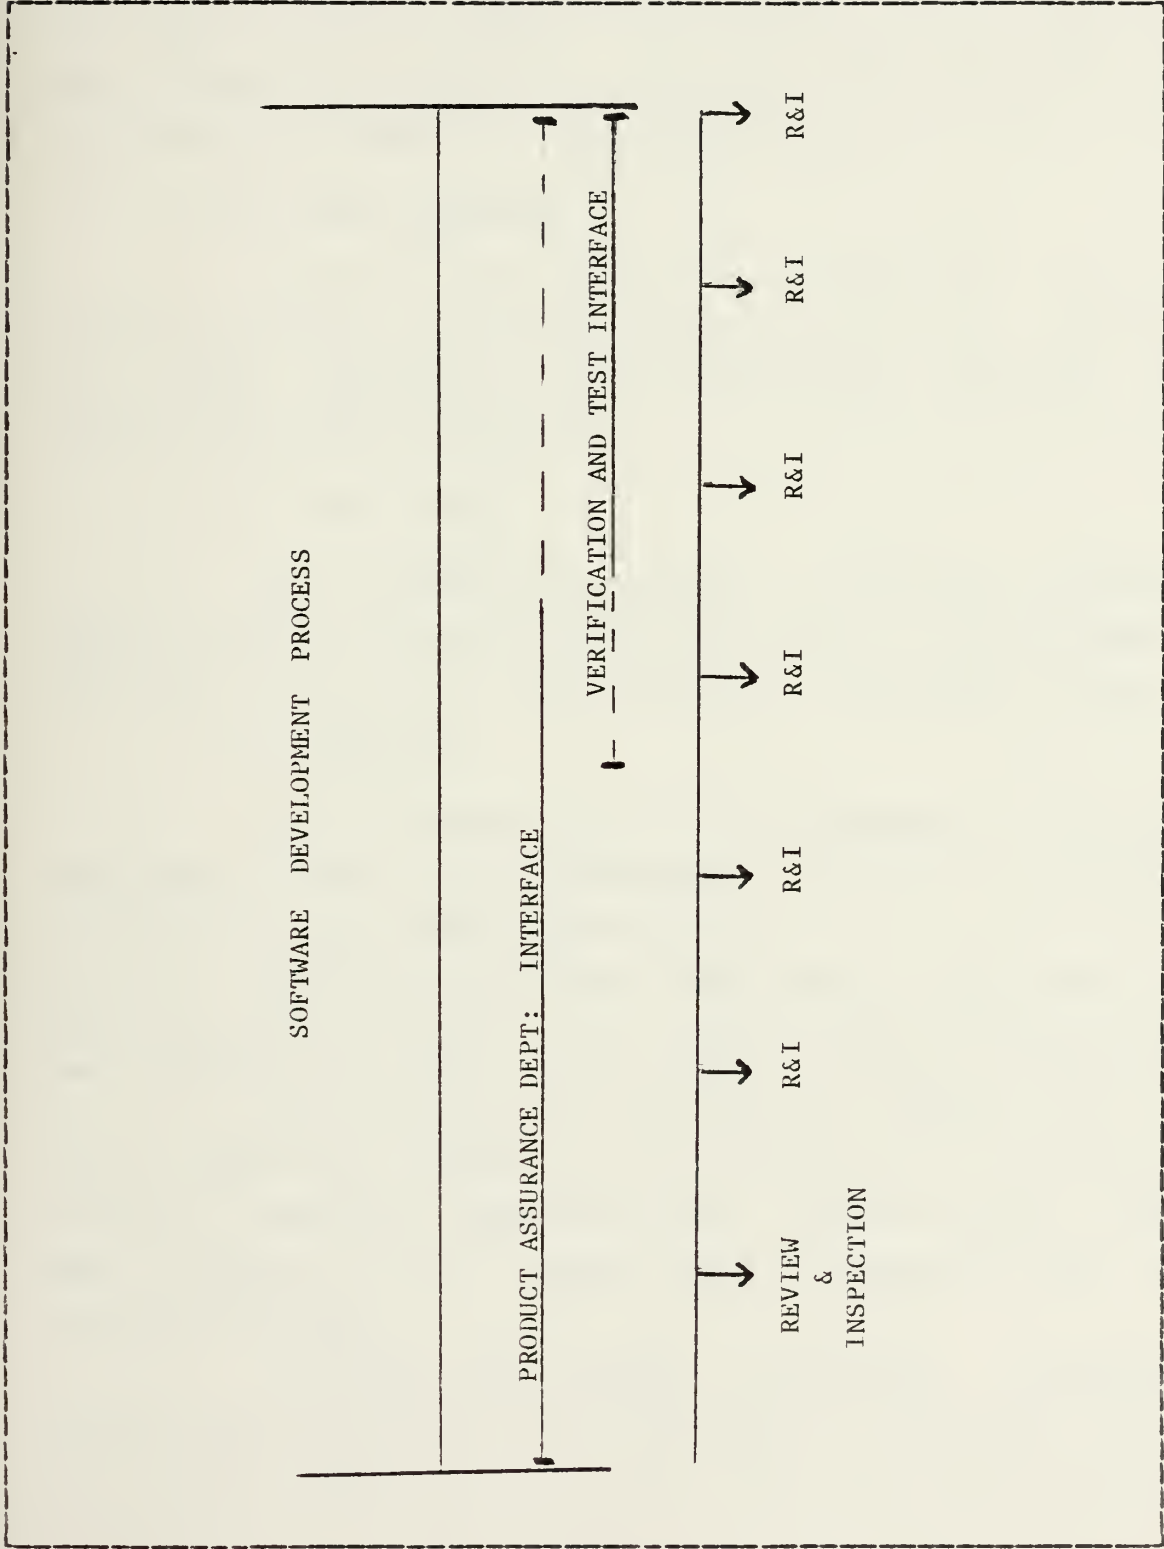 SOFTWARE DEVELOPMENT PROCESS
PRODUCT ASSURANCE DEPT: INTERFACE
VERIFICATION AND TEST INTERFACE
REVIEW
&
INSPECTION
R&I
R&I
R&I
R&I
R&I
R&I